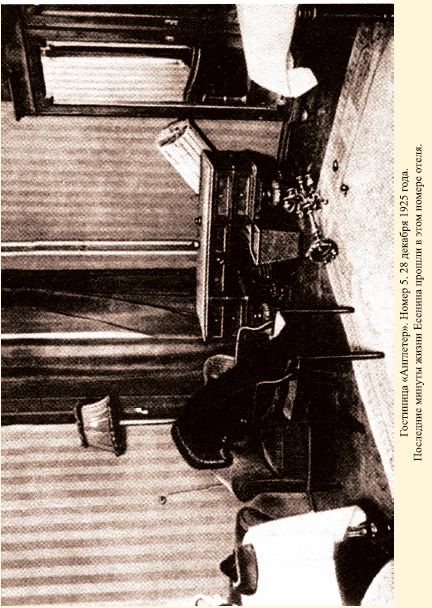 Гостиница «Англетер». Номер 5. 28 декабря 1925 года.
Последние минуты жизни Есенина прошли в этом номере отеля.